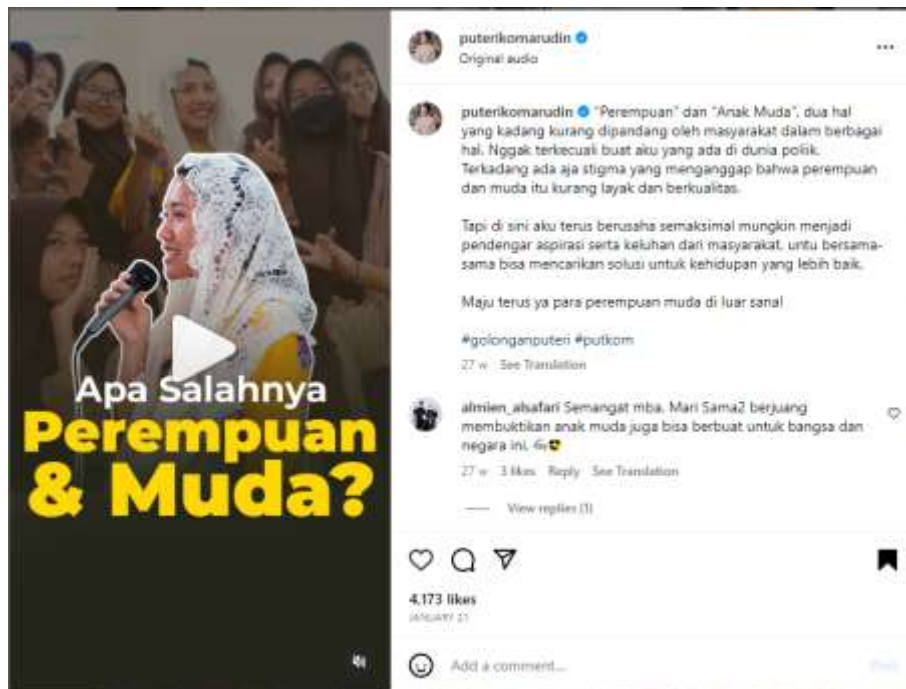 puterikomarudin
Original audio
puterikomarudin "Perempuan" dan "Anak Muda", dua hal
yang kadang kurang dipandang oleh masyarakat dalam berbagai
hal. Nggak terkecuali buat aku yang ada di dunia poliik.
Terkadang ada aja stigma yang menganggap bahwa perempuan
dan muda itu kurang layak dan berkualitas.
Tapi di sini aku terus berusaha semaksimal mungkin menjadi
pendengar aspirasi serta keluhan dari masyarakat, untu bersama-
sama bisa mencarikan solusi untuk kehidupan yang lebih baik.
Maju terus ya para perempuan muda di luar sana!
#golonganputeri #putkom
27 w See Translation
almien_alsafari Semangat mba. Mari Sama2 berjuang
membuktikan anak muda juga bisa berbuat untuk bangsa dan
negara ini.
27 w 3 likes Reply See Translation
View replies (1)
4.173 likes
JANUARY 21
Add a comment...
Post
Apa Salahnya
Perempuan
& Muda?